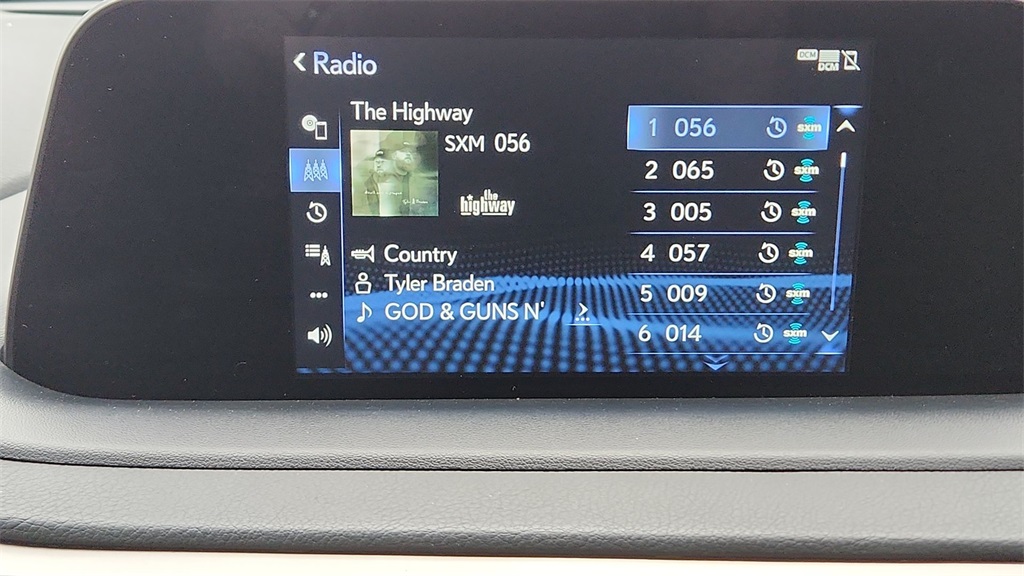 Radio
DCM
DCM
The Highway
SXM 056
the highway
Country
Tyler Braden
GOD & GUNS N'
1 056 sxm
2 065 sxm
3 005 sxm
4 057 sxm
5 009 sxm
6 014 sxm